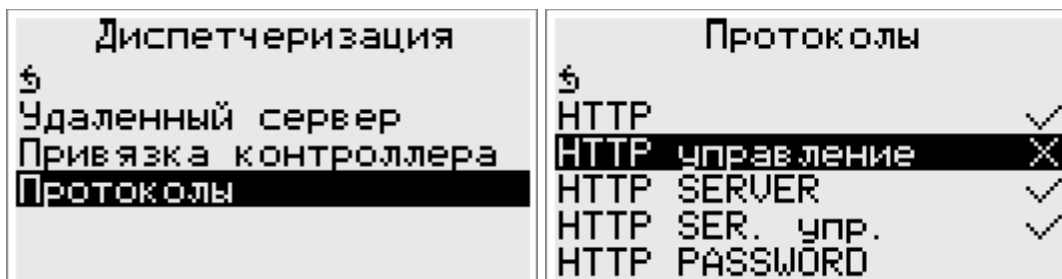 Диспетчеризация
Удаленный сервер
Привязка контроллера
Протоколы
Протоколы
HTTP
HTTP управление
HTTP SERVER
HTTP SER. упр.
HTTP PASSWORD